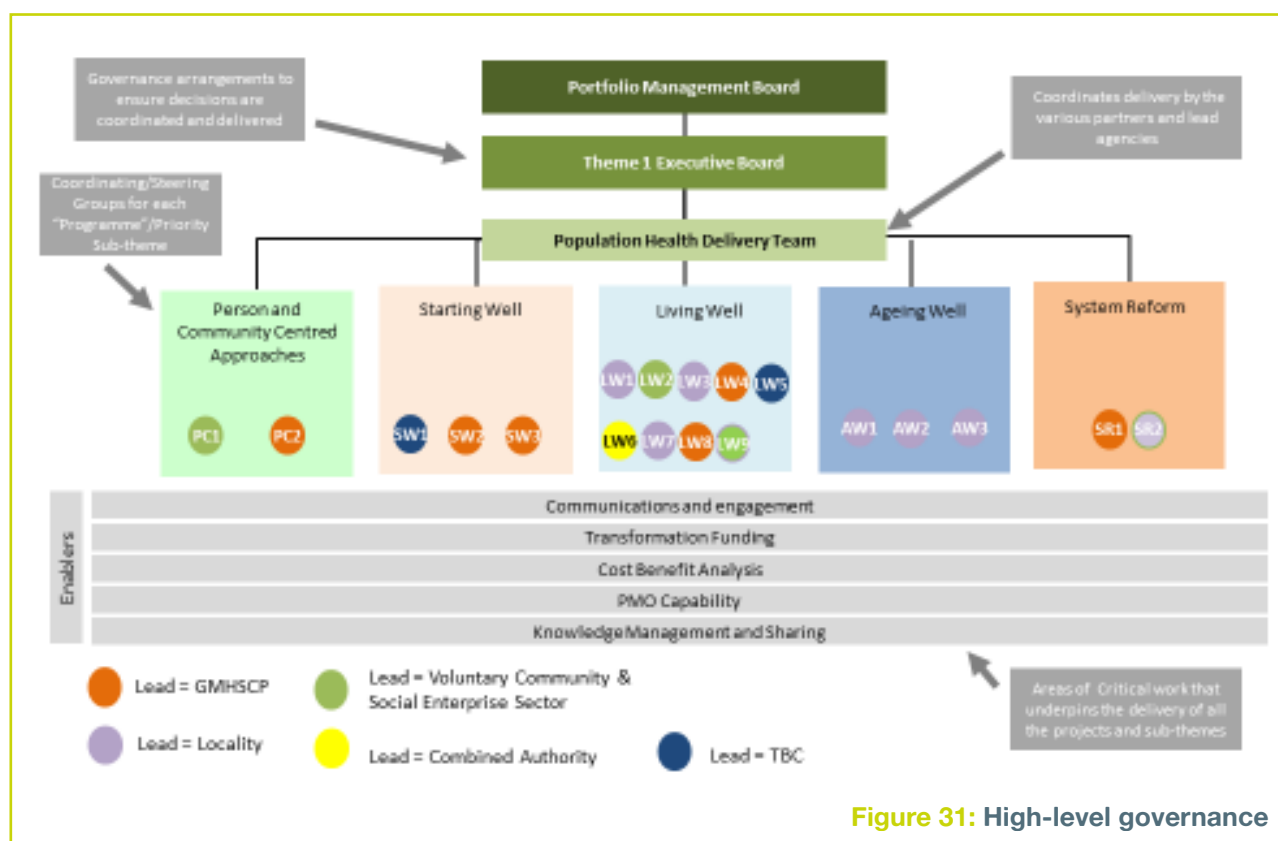 Governance arrangements to
ensure decisions are
coordinated and delivered
Portfolio Management Board
Coordinates delivery by the
various partners and lead
agencies
Theme 1 Executive Board
Coordinating/Steering
Groups for each
"Programme"/Priority
Sub-theme
Population Health Delivery Team
Person and
Community Centred
Approaches
PC1
PC2
Starting Well
SW1
SW2
SW3
Living Well
LW1
LW2
LW3
LW4
LW5
LW6
LW7
LW8
LW9
Ageing Well
AW1
AW2
AW3
System Reform
SR1
SR2
Enablers
Communications and engagement
Transformation Funding
Cost Benefit Analysis
PMO Capability
Knowledge Management and Sharing
Lead = GMHSCP
Lead = Voluntary Community &
Social Enterprise Sector
Lead = Locality
Lead = Combined Authority
Lead = TBC
Areas of Critical work that
underpins the delivery of all
the projects and sub-themes
Figure 31: High-level governance